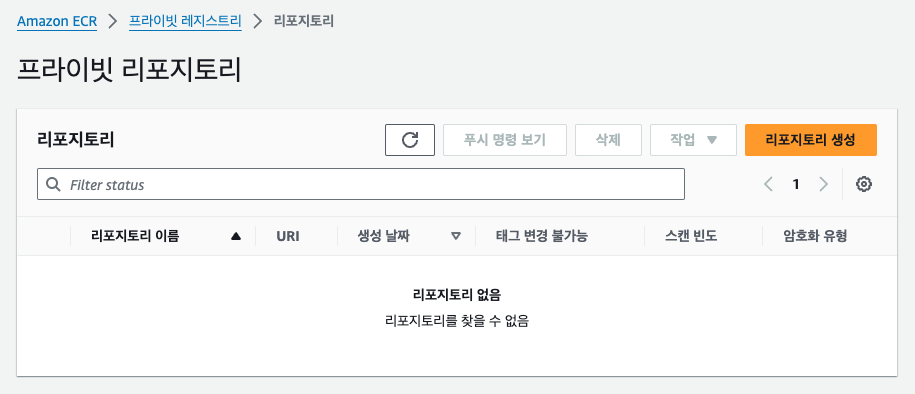 Amazon ECR > 프라이빗 레지스트리 > 리포지토리
프라이빗 리포지토리
리포지토리 푸시 명령 보기 삭제 작업 리포지토리 생성
Filter status 1
리포지토리 이름 URI 생성 날짜 태그 변경 불가능 스캔 빈도 암호화 유형
리포지토리 없음
리포지토리를 찾을 수 없음